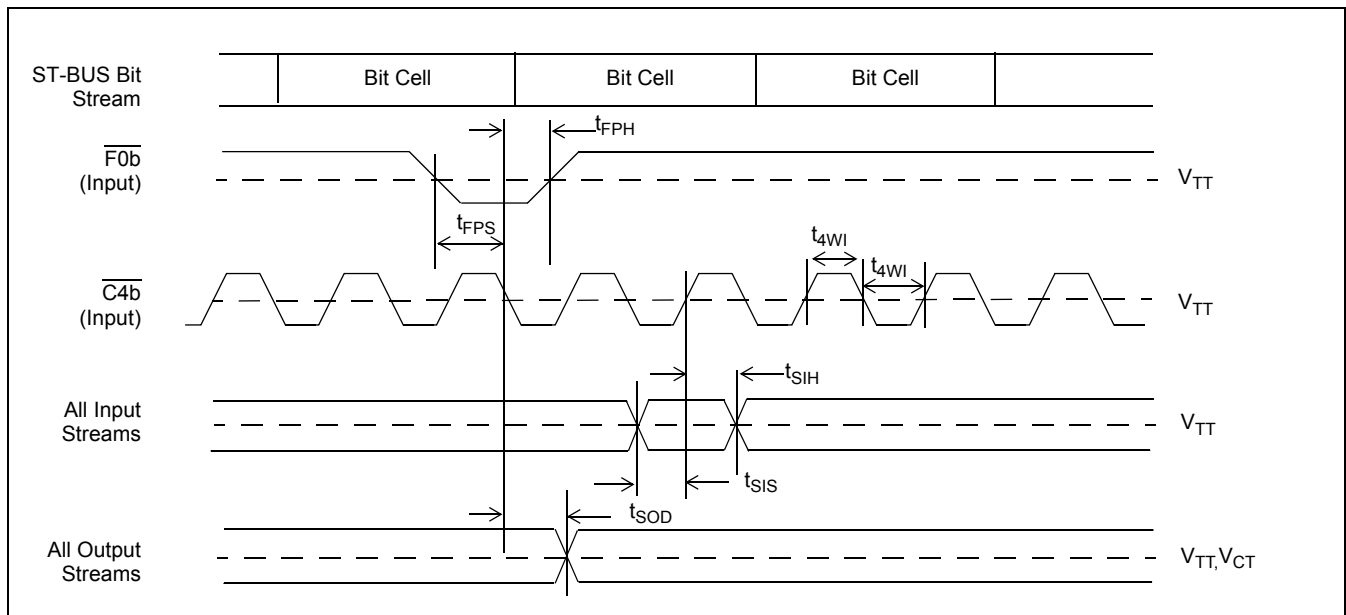 ST-BUS Bit
Stream
Bit Cell
Bit Cell
Bit Cell
tFPH
F0b
(Input)
VTT
tFPS
t4WI
t4WI
C4b
(Input)
VTT
tSIH
All Input
Streams
VTT
tSIS
tSOD
All Output
Streams
VTT,VCT